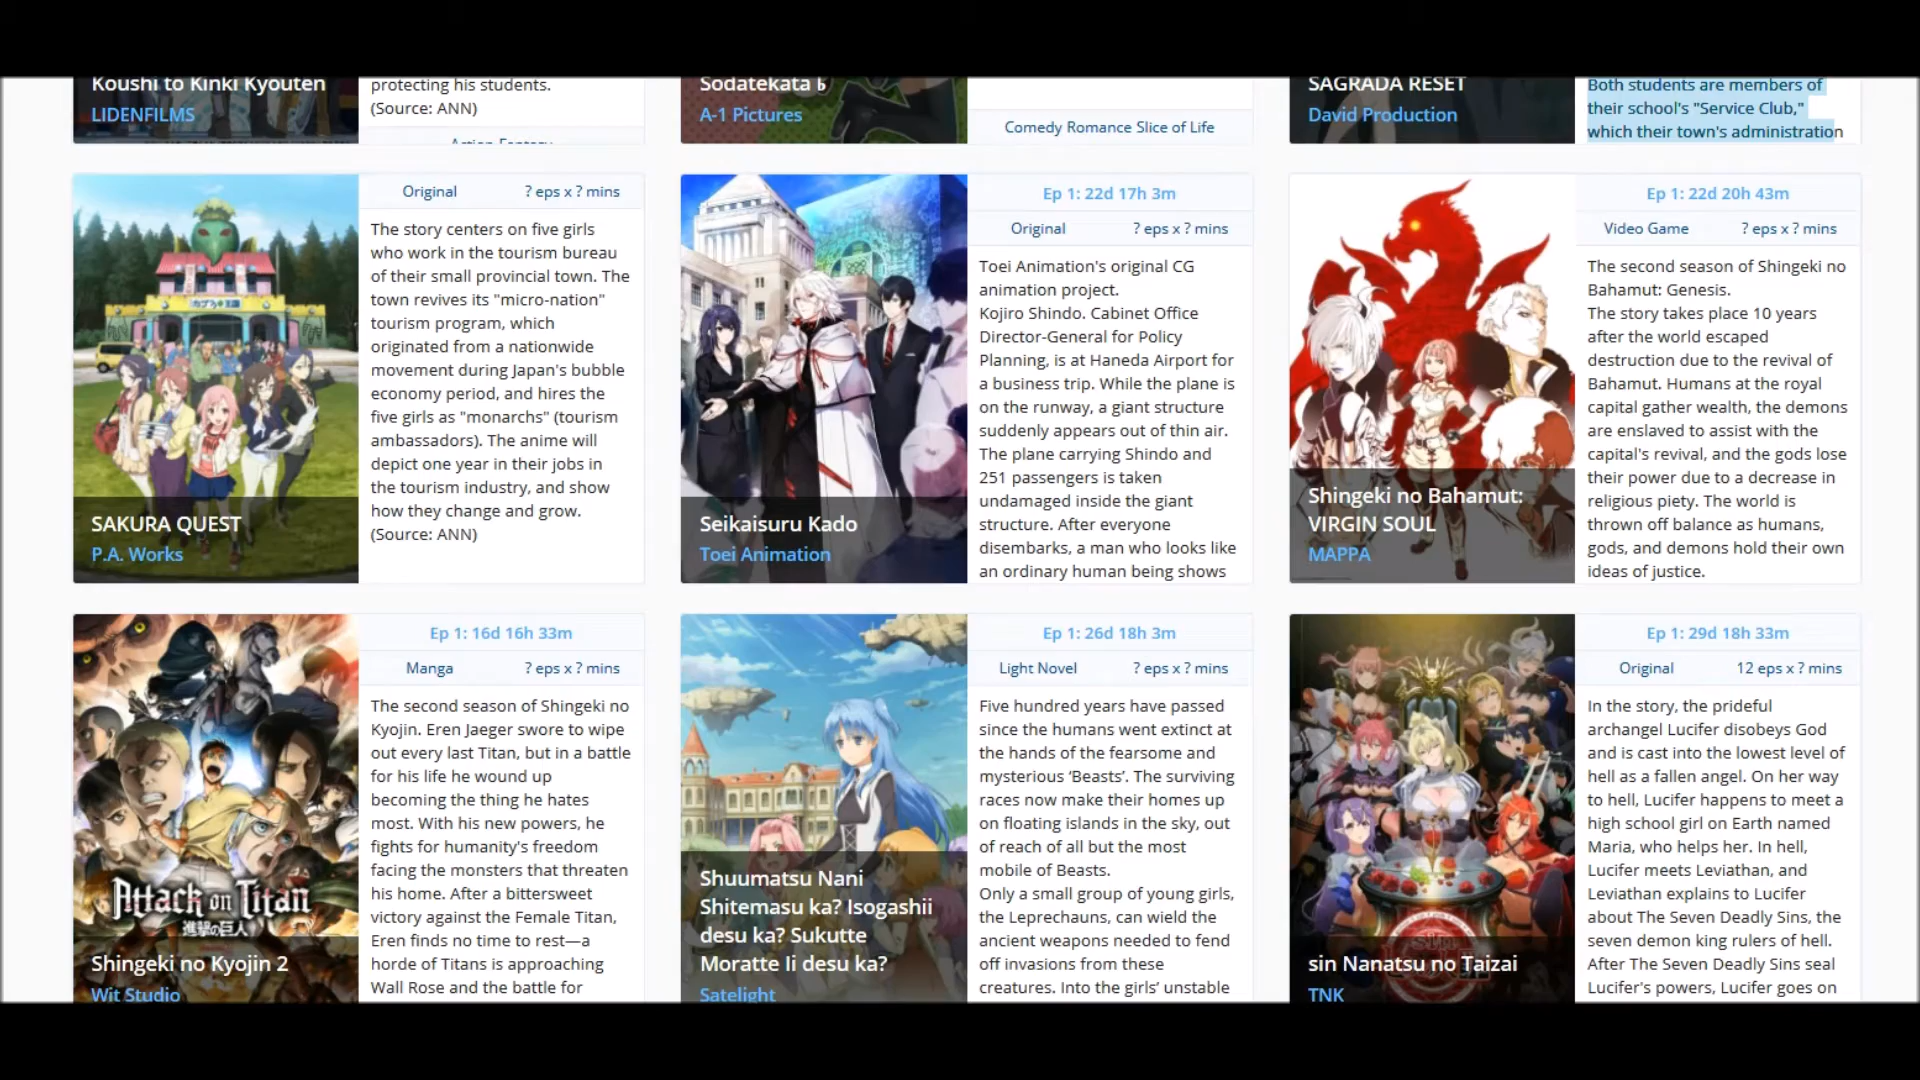 Koushi to Kinki Kyouten
LIDENFILMS
protecting his students.
(Source: ANN)
Action Fantasy
Sodatekata ♭
A-1 Pictures
Comedy Romance Slice of Life
SAGRADA RESET
David Production
Both students are members of
their school's "Service Club,"
which their town's administration
SAKURA QUEST
P.A. Works
Original ? eps x ? mins
The story centers on five girls
who work in the tourism bureau
of their small provincial town. The
town revives its "micro-nation"
tourism program, which
originated from a nationwide
movement during Japan's bubble
economy period, and hires the
five girls as "monarchs" (tourism
ambassadors). The anime will
depict one year in their jobs in
the tourism industry, and show
how they change and grow.
(Source: ANN)
Seikaisuru Kado
Toei Animation
Ep 1: 22d 17h 3m
Original ? eps x ? mins
Toei Animation's original CG
animation project.
Kojiro Shindo. Cabinet Office
Director-General for Policy
Planning, is at Haneda Airport for
a business trip. While the plane is
on the runway, a giant structure
suddenly appears out of thin air.
The plane carrying Shindo and
251 passengers is taken
undamaged inside the giant
structure. After everyone
disembarks, a man who looks like
an ordinary human being shows
Shingeki no Bahamut:
VIRGIN SOUL
MAPPA
Ep 1: 22d 20h 43m
Video Game ? eps x ? mins
The second season of Shingeki no
Bahamut: Genesis.
The story takes place 10 years
after the world escaped
destruction due to the revival of
Bahamut. Humans at the royal
capital gather wealth, the demons
are enslaved to assist with the
capital's revival, and the gods lose
their power due to a decrease in
religious piety. The world is
thrown off balance as humans,
gods, and demons hold their own
ideas of justice.
Attack on Titan
進撃の巨人
Shingeki no Kyojin 2
Wit Studio
Ep 1: 16d 16h 33m
Manga ? eps x ? mins
The second season of Shingeki no
Kyojin. Eren Jaeger swore to wipe
out every last Titan, but in a battle
for his life he wound up
becoming the thing he hates
most. With his new powers, he
fights for humanity's freedom
facing the monsters that threaten
his home. After a bittersweet
victory against the Female Titan,
Eren finds no time to rest—a
horde of Titans is approaching
Wall Rose and the battle for
Shuumatsu Nani
Shitemasu ka? Isogashii
desu ka? Sukutte
Moratte Ii desu ka?
Satelight
Ep 1: 26d 18h 3m
Light Novel ? eps x ? mins
Five hundred years have passed
since the humans went extinct at
the hands of the fearsome and
mysterious ‘Beasts’. The surviving
races now make their homes up
on floating islands in the sky, out
of reach of all but the most
mobile of Beasts.
Only a small group of young girls,
the Leprechauns, can wield the
ancient weapons needed to fend
off invasions from these
creatures. Into the girls’ unstable
sin Nanatsu no Taizai
TNK
Ep 1: 29d 18h 33m
Original 12 eps x ? mins
In the story, the prideful
archangel Lucifer disobeys God
and is cast into the lowest level of
hell as a fallen angel. On her way
to hell, Lucifer happens to meet a
high school girl on Earth named
Maria, who helps her. In hell,
Lucifer meets Leviathan, and
Leviathan explains to Lucifer
about The Seven Deadly Sins, the
seven demon king rulers of hell.
After The Seven Deadly Sins seal
Lucifer's powers, Lucifer goes on